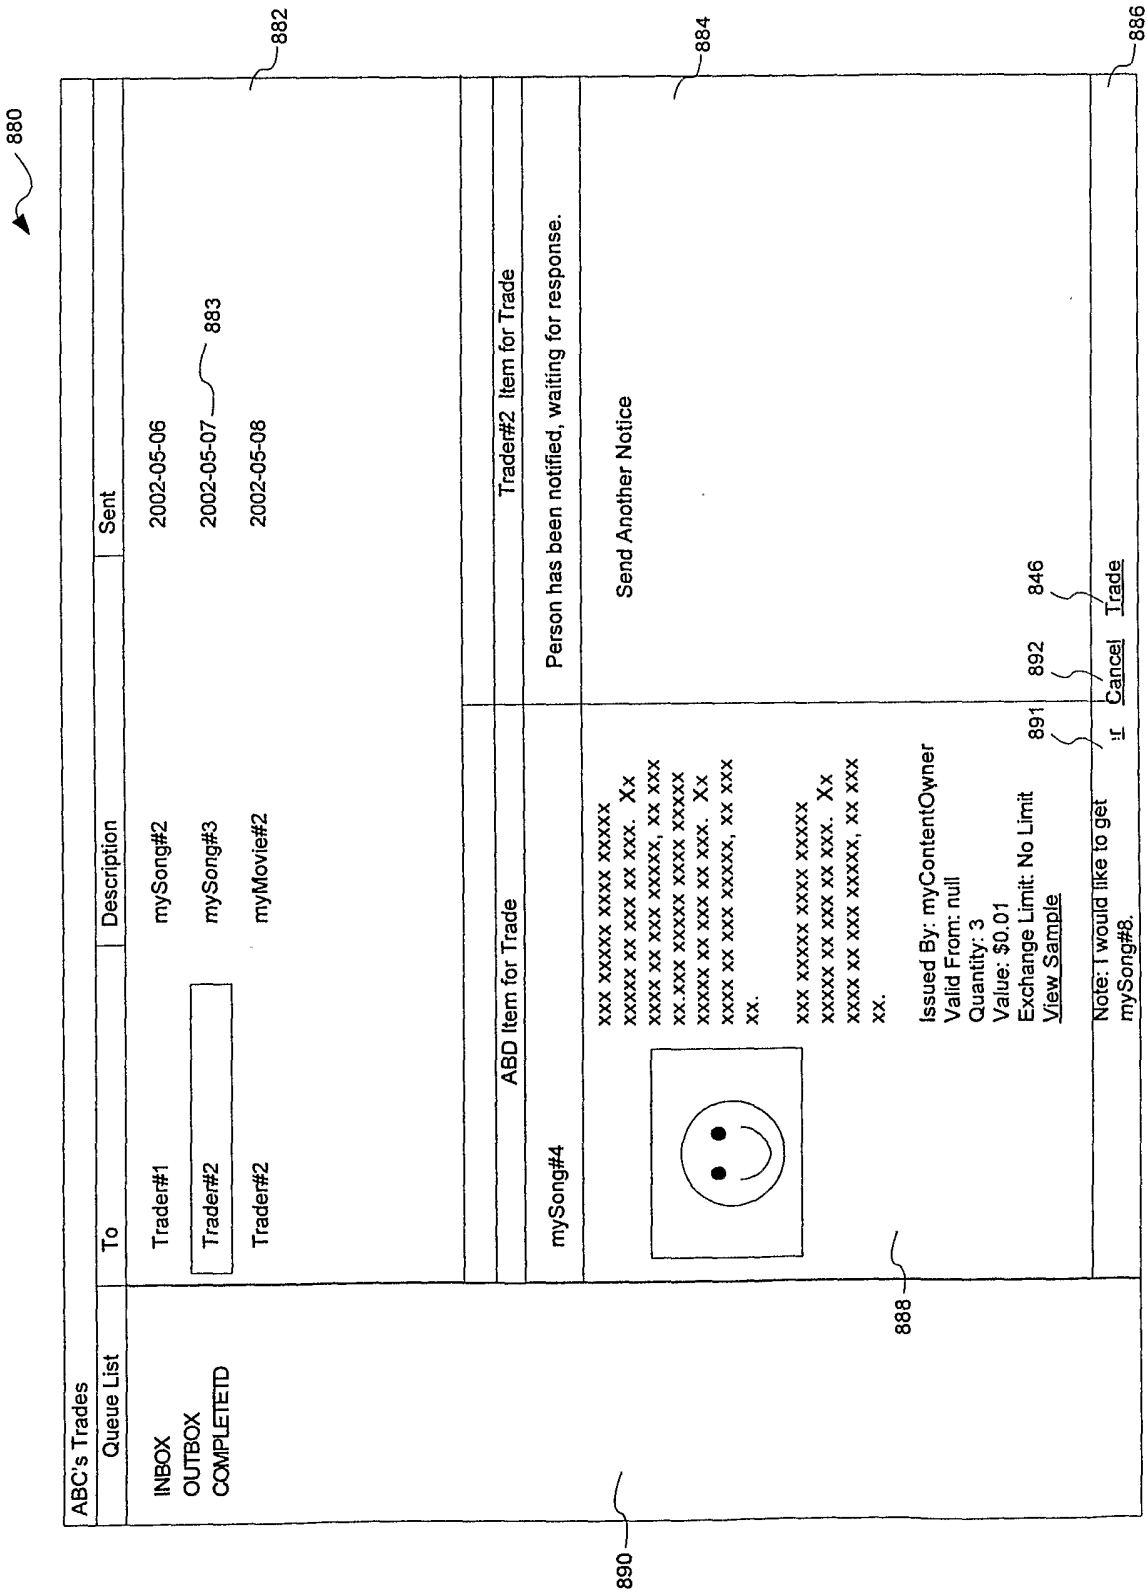 880
ABC's Trades
Queue List To Description Sent
INBOX
OUTBOX
COMPLETETD
Trader#1 mySong#2 2002-05-06
Trader#2 mySong#3 2002-05-07 883
Trader#2 myMovie#2 2002-05-08
882
ABD Item for Trade Trader#2 Item for Trade
mySong#4 Person has been notified, waiting for response.
xxx xxxxx xxxx xxxxx
xxxxx xx xxx xx xxx. Xx
xxxx xx xxx xxxxx, xx xxx
xx.xxx xxxxx xxxx xxxxx
xxxxx xx xxx xx xxx. Xx
xxxx xx xxx xxxxx, xx xxx
xx.
xxx xxxxx xxxx xxxxx
xxxxx xx xxx xx xxx. Xx
xxxx xx xxx xxxxx, xx xxx
xx.
Send Another Notice
884
Issued By: myContentOwner
Valid From: null
Quantity: 3
Value: $0.01
Exchange Limit: No Limit
View Sample
888
890
891 892 846
Note: I would like to get
mySong#8.
Cancel Trade
886